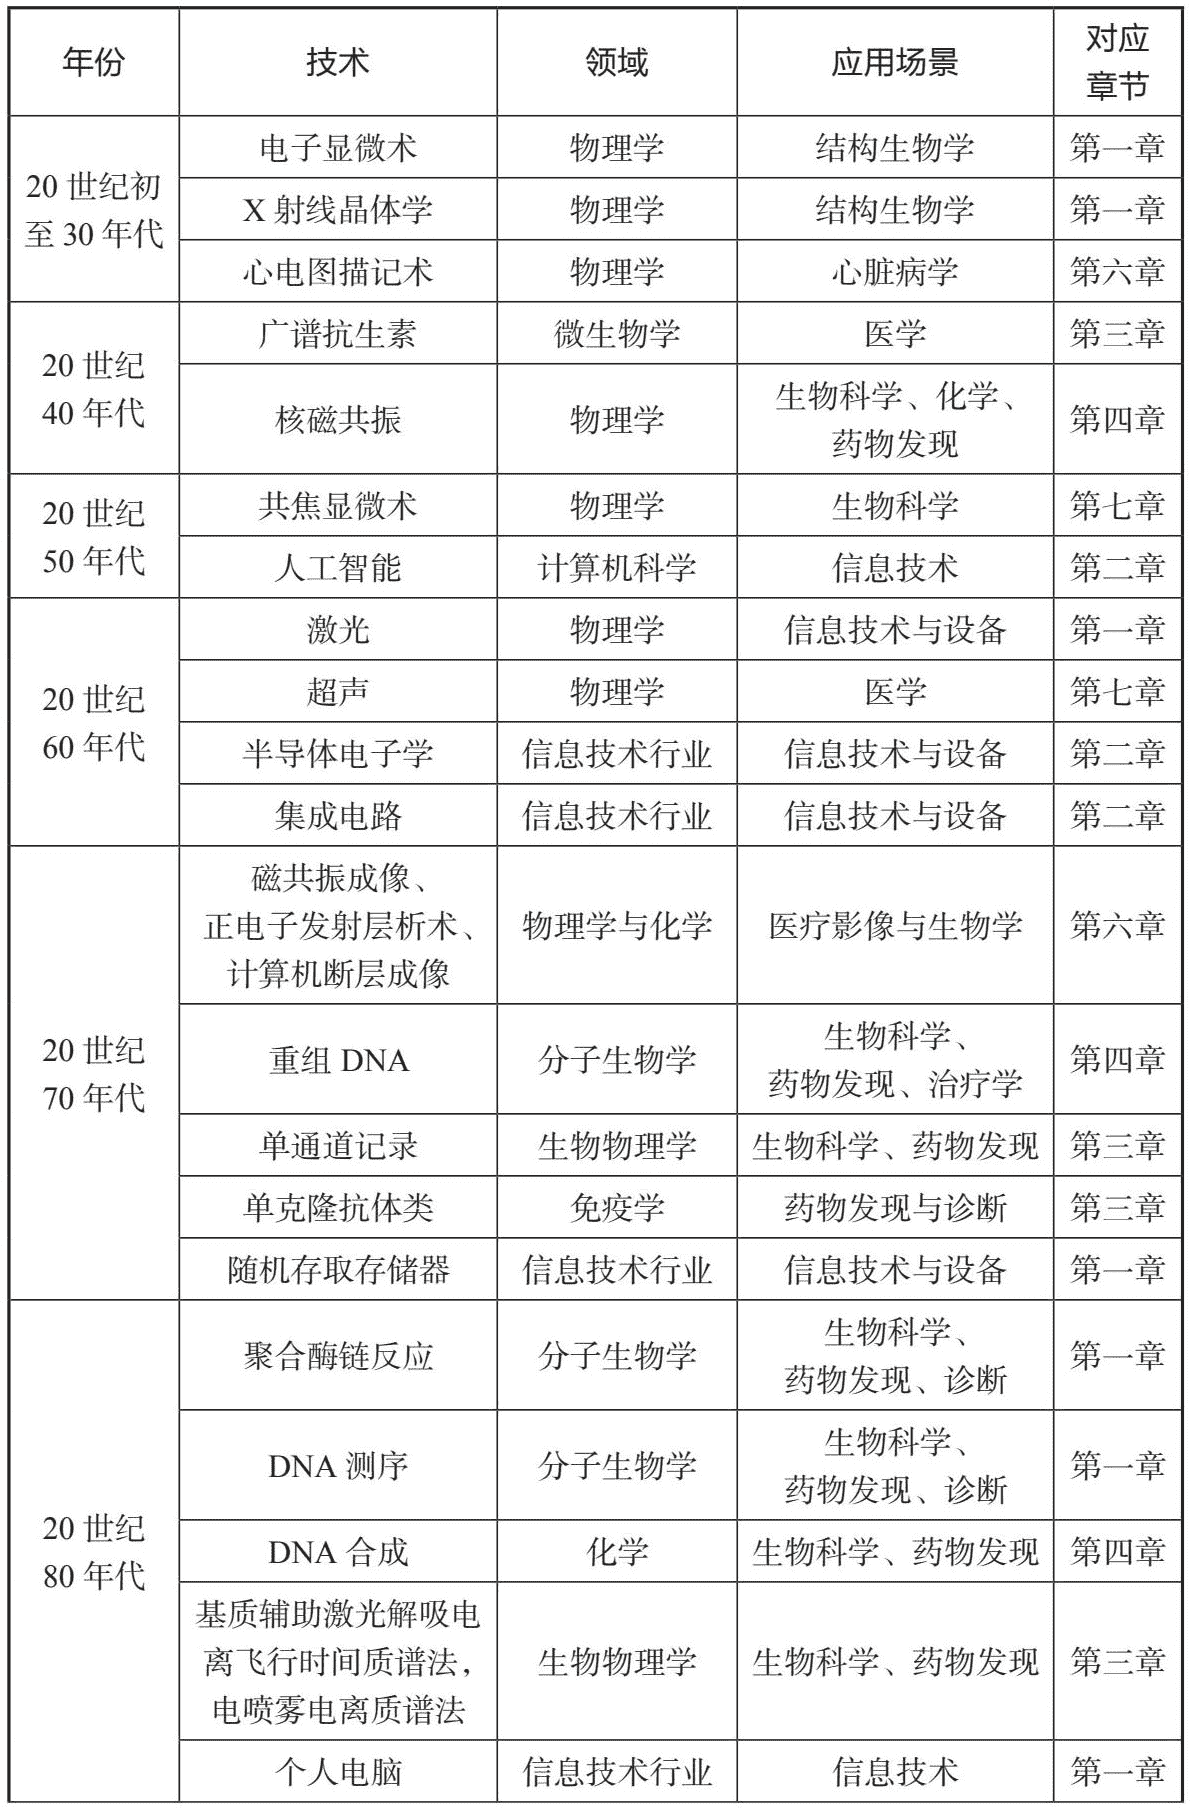 年份 技术 领域 应用场景 对应
章节
20 世纪初
至 30 年代
电子显微术 物理学 结构生物学 第一章
X 射线晶体学 物理学 结构生物学 第一章
心电图描记术 物理学 心脏病学 第六章
20 世纪
40 年代
广谱抗生素 微生物学 医学 第三章
核磁共振 物理学 生物科学、化学、
药物发现
第四章
20 世纪
50 年代
共焦显微术 物理学 生物科学 第七章
人工智能 计算机科学 信息技术 第二章
20 世纪
60 年代
激光 物理学 信息技术与设备 第一章
超声 物理学 医学 第七章
半导体电子学 信息技术行业 信息技术与设备 第二章
集成电路 信息技术行业 信息技术与设备 第二章
20 世纪
70 年代
磁共振成像、
正电子发射层析术、
计算机断层成像
物理学与化学 医疗影像与生物学 第六章
重组 DNA 分子生物学 生物科学、
药物发现、治疗学
第四章
单通道记录 生物物理学 生物科学、药物发现 第三章
单克隆抗体类 免疫学 药物发现与诊断 第三章
随机存取存储器 信息技术行业 信息技术与设备 第一章
20 世纪
80 年代
聚合酶链反应 分子生物学 生物科学、
药物发现、诊断
第一章
DNA 测序 分子生物学 生物科学、
药物发现、诊断
第一章
DNA 合成 化学 生物科学、药物发现 第四章
基质辅助激光解吸电
离飞行时间质谱法，
电喷雾电离质谱法
生物物理学 生物科学、药物发现 第三章
个人电脑 信息技术行业 信息技术 第一章